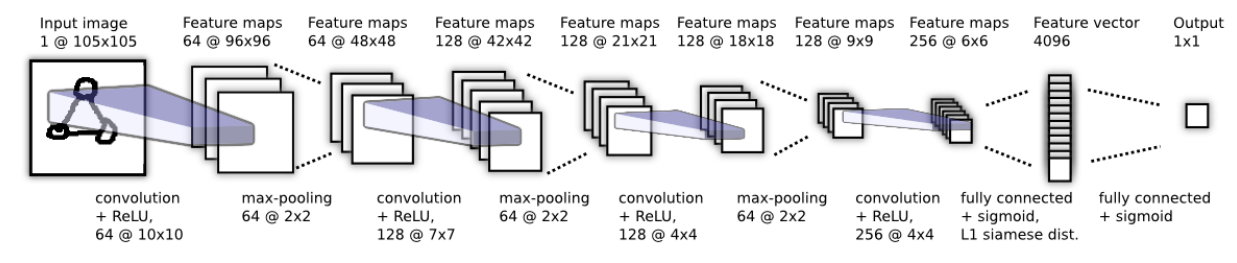 Input image
1 @ 105x105
Feature maps
64 @ 96x96
Feature maps
64 @ 48x48
Feature maps
128 @ 42x42
Feature maps
128 @ 21x21
Feature maps
128 @ 18x18
Feature maps
128 @ 9x9
Feature maps
256 @ 6x6
Feature vector
4096
Output
1x1
convolution
+ ReLU,
64 @ 10x10
max-pooling
64 @ 2x2
convolution
+ ReLU,
128 @ 7x7
max-pooling
64 @ 2x2
convolution
+ ReLU,
128 @ 4x4
max-pooling
64 @ 2x2
convolution
+ ReLU,
256 @ 4x4
fully connected
+ sigmoid,
L1 siamese dist.
fully connected
+ sigmoid